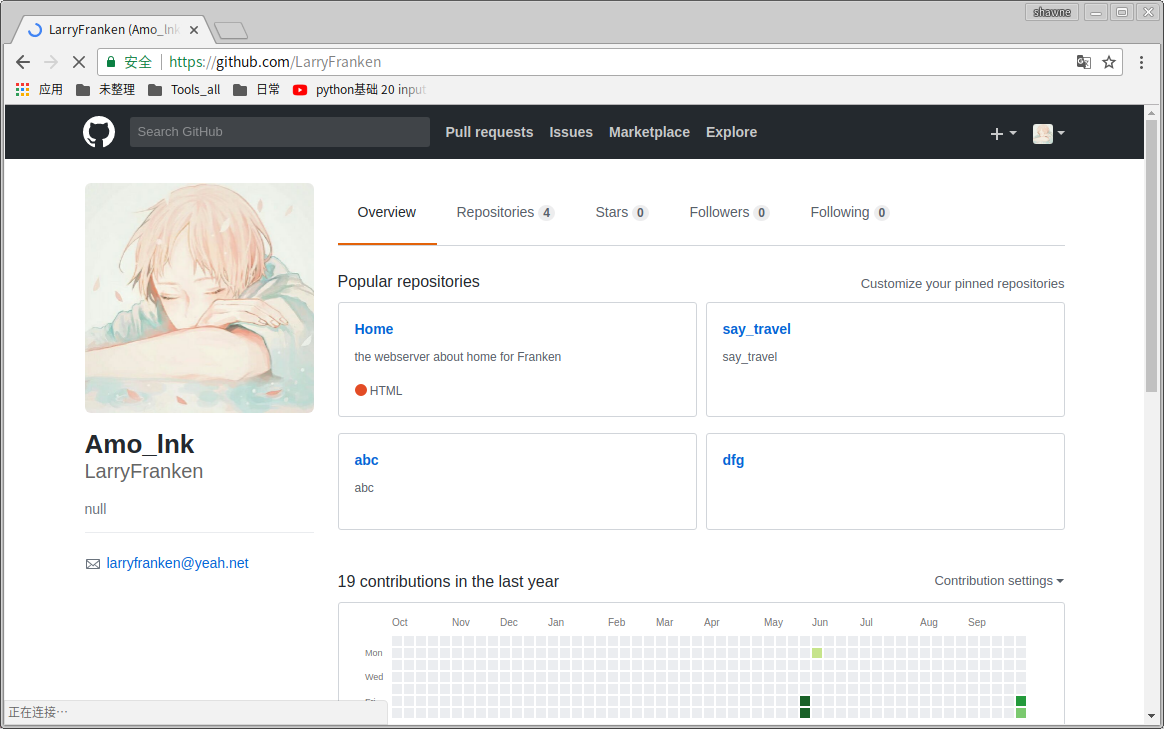 shawne
LarryFranken (Amo_lnk
安全 https://github.com/LarryFranken
应用 未整理 Tools_all 日常 python基础 20 input
Search GitHub Pull requests Issues Marketplace Explore
Overview Repositories 4 Stars 0 Followers 0 Following 0
Popular repositories Customize your pinned repositories
Home say_travel
the webserver about home for Franken say_travel
HTML
Amo_lnk
LarryFranken
null
larryfranken@yeah.net
abc dfg
abc
19 contributions in the last year Contribution settings
Oct Nov Dec Jan Feb Mar Apr May Jun Jul Aug Sep
Mon
Wed
Fri
正在连接…